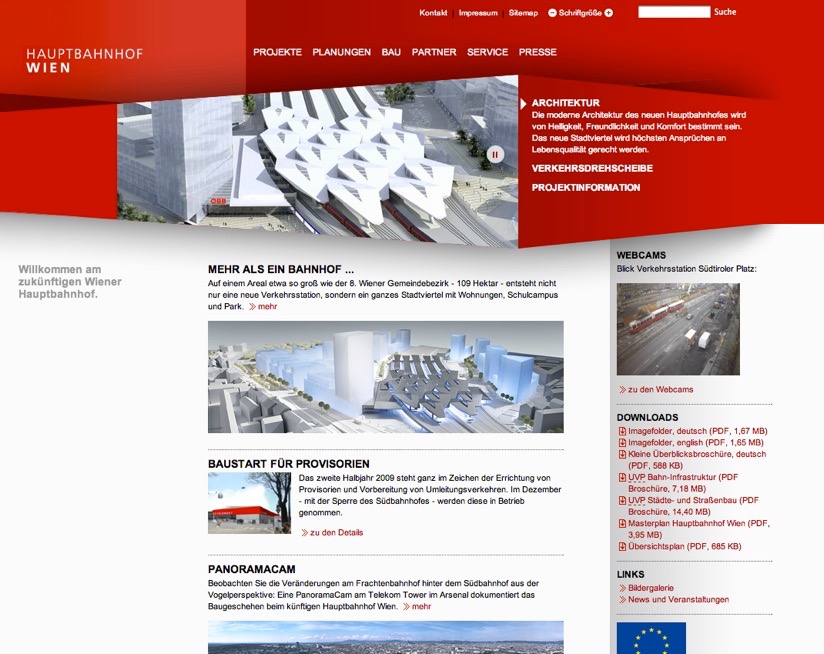 Kontakt Impressum Sitemap Schriftgröße Suche
HAUPTBAHNHOF
WIEN
PROJEKTE PLANUNGEN BAU PARTNER SERVICE PRESSE
ÖBB
ARCHITEKTUR
Die moderne Architektur des neuen Hauptbahnhofes wird
von Helligkeit, Freundlichkeit und Komfort bestimmt sein.
Das neue Stadtviertel wird höchsten Ansprüchen an
Lebensqualität gerecht werden.
VERKEHRSDREHSCHEIBE
PROJEKTINFORMATION
Willkommen am
zukünftigen Wiener
Hauptbahnhof.
MEHR ALS EIN BAHNHOF ...
Auf einem Areal etwa so groß wie der 8. Wiener Gemeindebezirk - 109 Hektar - entsteht nicht
nur eine neue Verkehrsstation, sondern ein ganzes Stadtviertel mit Wohnungen, Schulcampus
und Park. mehr
BAUSTART FÜR PROVISORIEN
Das zweite Halbjahr 2009 steht ganz im Zeichen der Errichtung von
Provisorien und Vorbereitung von Umleitungsverkehren. Im Dezember
- mit der Sperre des Südbahnhofes - werden diese in Betrieb
genommen.
zu den Details
PANORAMACAM
Beobachten Sie die Veränderungen am Frachtenbahnhof hinter dem Südbahnhof aus der
Vogelperspektive: Eine PanoramaCam am Telekom Tower im Arsenal dokumentiert das
Baugeschehen beim künftigen Hauptbahnhof Wien. mehr
WEBCAMS
Blick Verkehrsstation Südtiroler Platz:
zu den Webcams
DOWNLOADS
Imagefolder, deutsch (PDF, 1,67 MB)
Imagefolder, english (PDF, 1,65 MB)
Kleine Überblicksbroschüre, deutsch
(PDF, 588 KB)
UVP Bahn-Infrastruktur (PDF
Broschüre, 7,18 MB)
UVP Städte- und Straßenbau (PDF
Broschüre, 14,40 MB)
Masterplan Hauptbahnhof Wien (PDF,
3,95 MB)
Übersichtsplan (PDF, 685 KB)
LINKS
Bildergalerie
News und Veranstaltungen